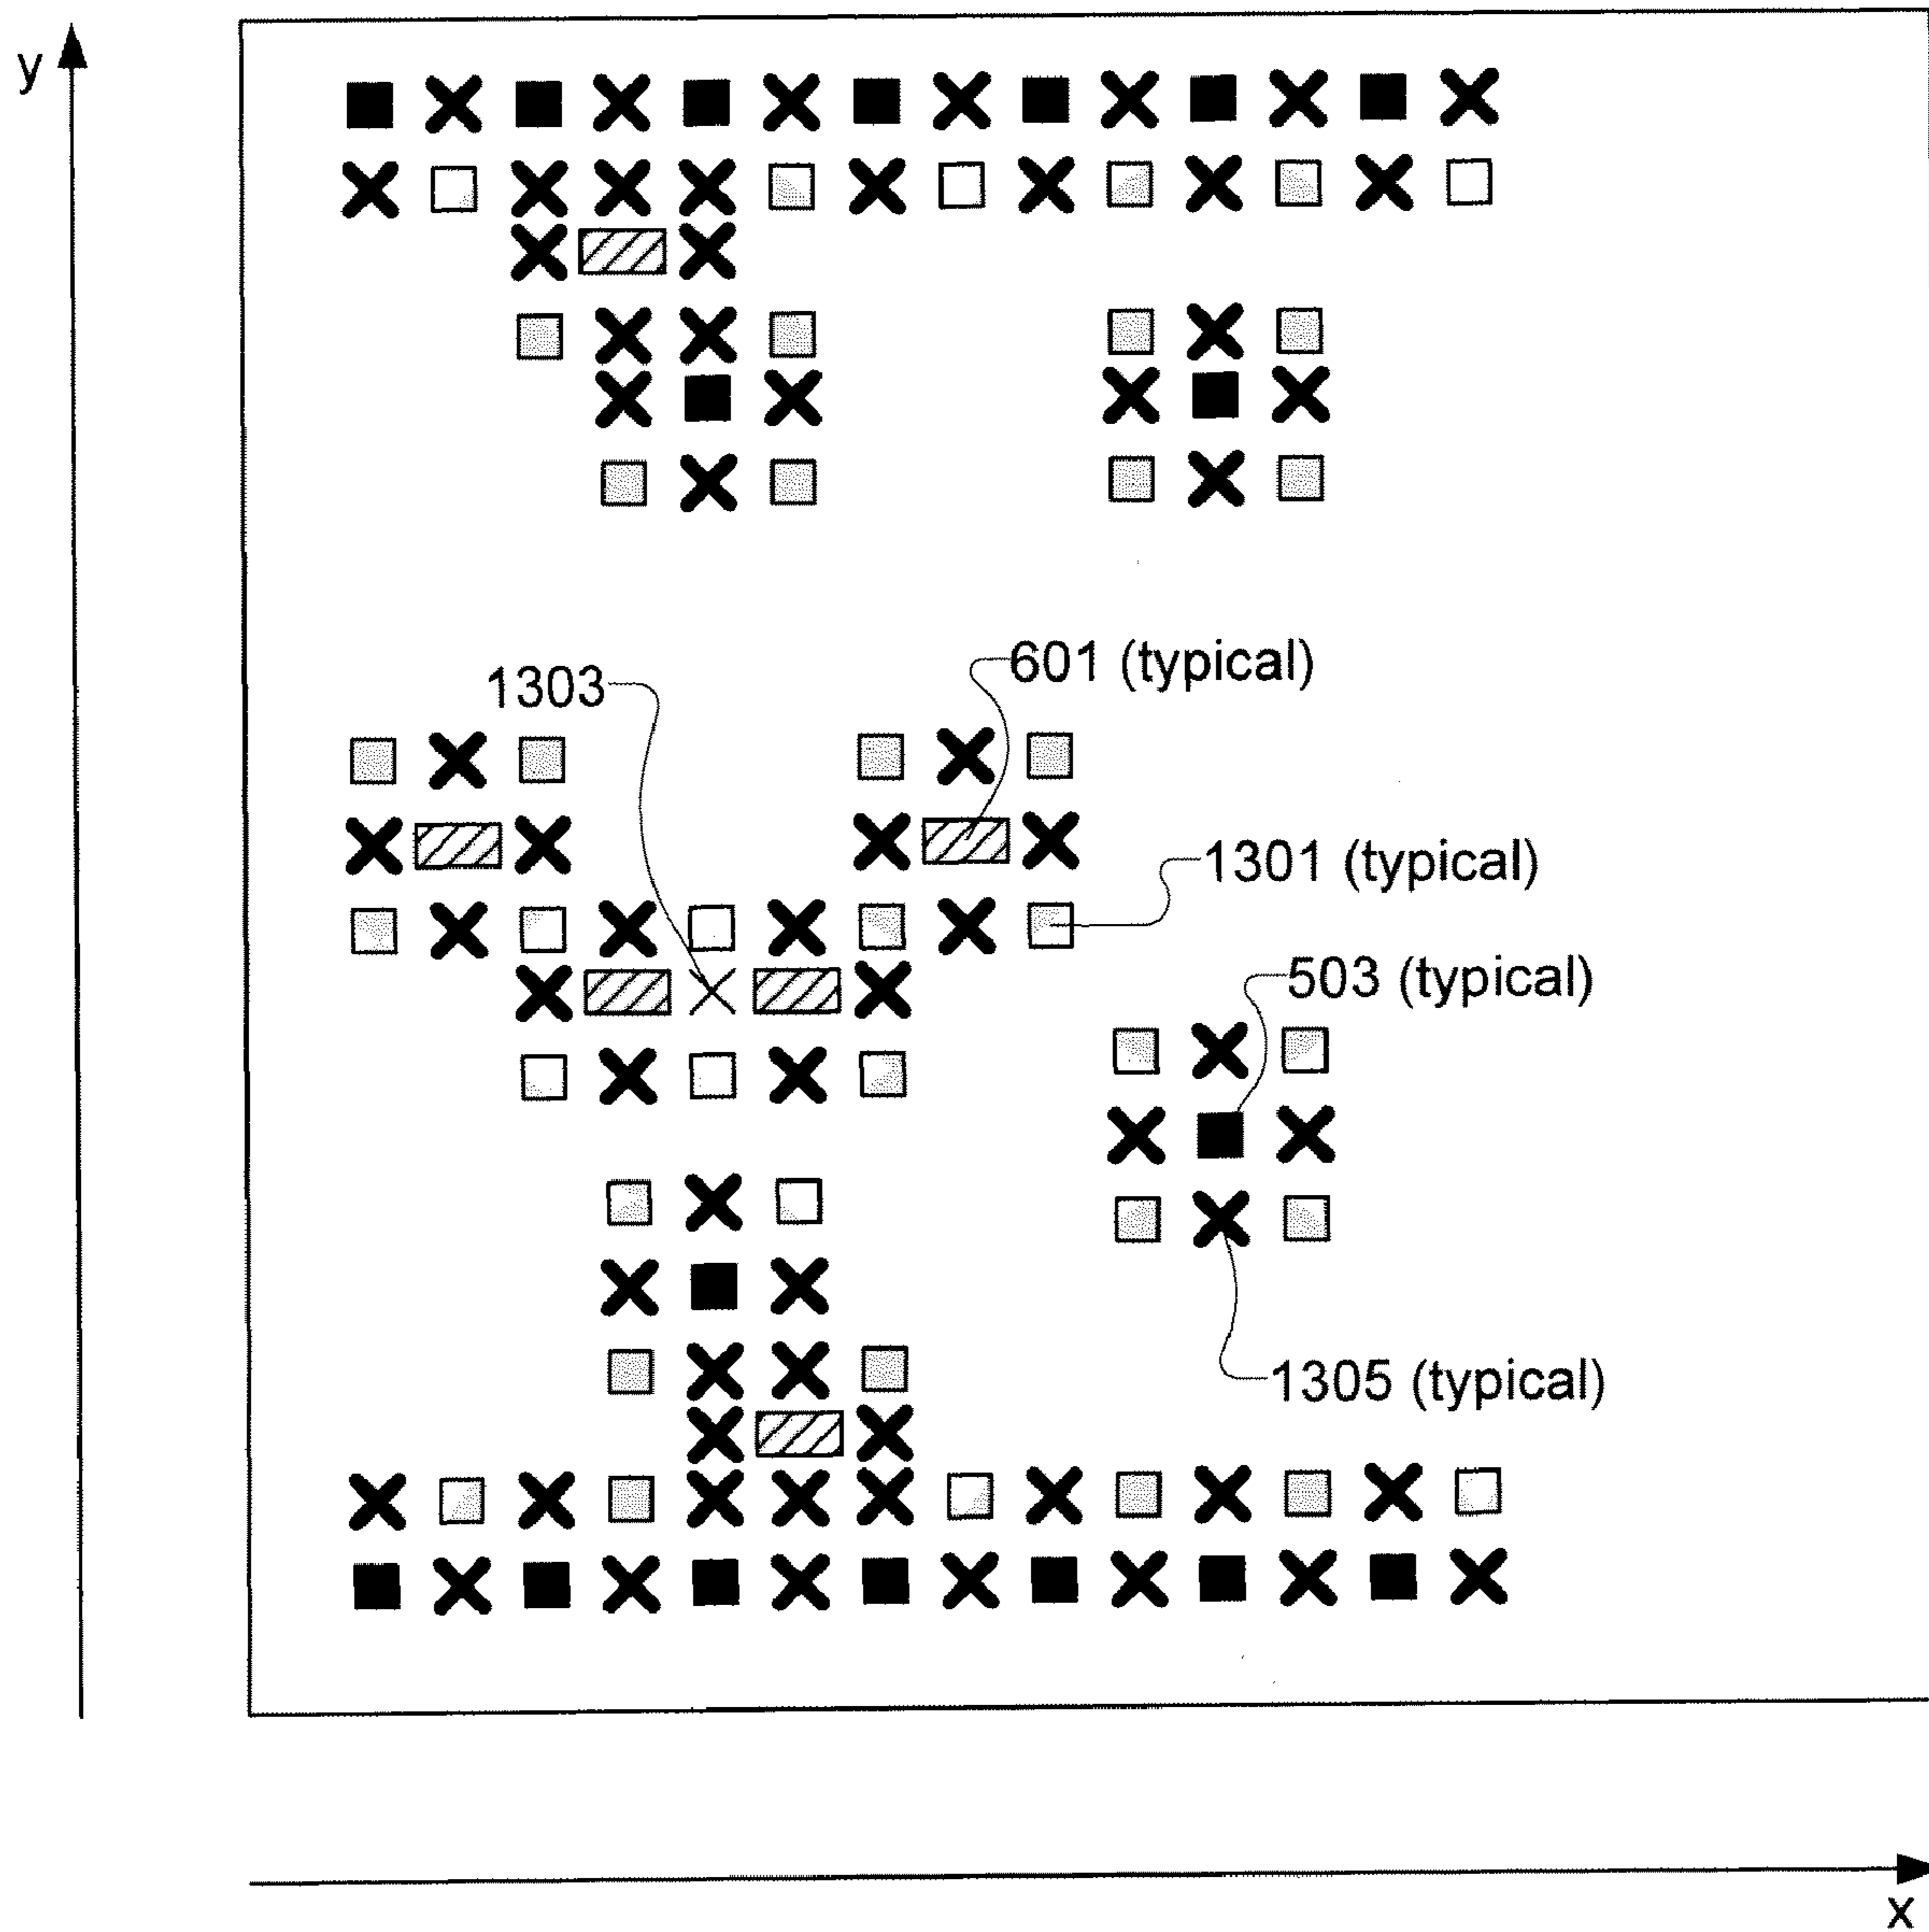 y
1303
601 (typical)
1301 (typical)
503 (typical)
1305 (typical)
x